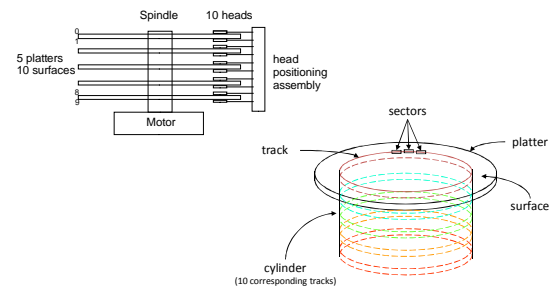 Spindle
10 heads
0
1
5 platters
10 surfaces
8
9
head
positioning
assembly
Motor
sectors
track
platter
surface
cylinder
(10 corresponding tracks)